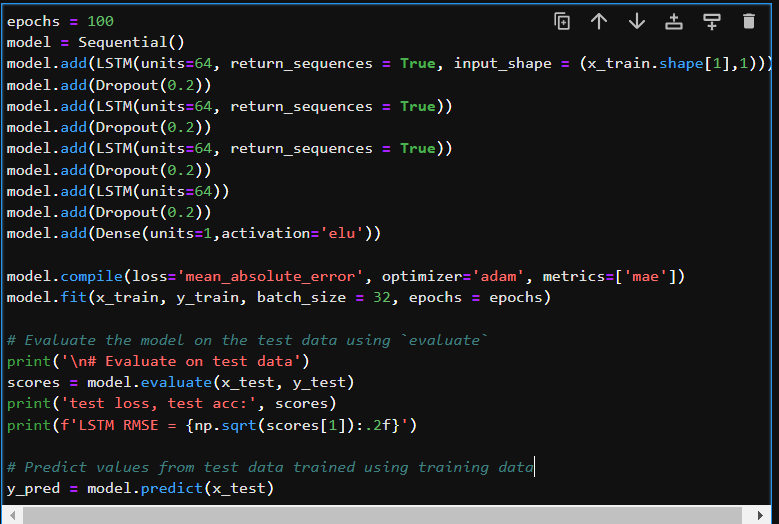 epochs = 100
model = Sequential()
model.add(LSTM(units=64, return_sequences = True, input_shape = (x_train.shape[1],1)))
model.add(Dropout(0.2))
model.add(LSTM(units=64, return_sequences = True))
model.add(Dropout(0.2))
model.add(LSTM(units=64, return_sequences = True))
model.add(Dropout(0.2))
model.add(LSTM(units=64))
model.add(Dropout(0.2))
model.add(Dense(units=1,activation='elu'))
model.compile(loss='mean_absolute_error', optimizer='adam', metrics=['mae'])
model.fit(x_train, y_train, batch_size = 32, epochs = epochs)
# Evaluate the model on the test data using `evaluate`
print('\n# Evaluate on test data')
scores = model.evaluate(x_test, y_test)
print('test loss, test acc:', scores)
print(f'LSTM RMSE = {np.sqrt(scores[1]):.2f}')
# Predict values from test data trained using training data
y_pred = model.predict(x_test)